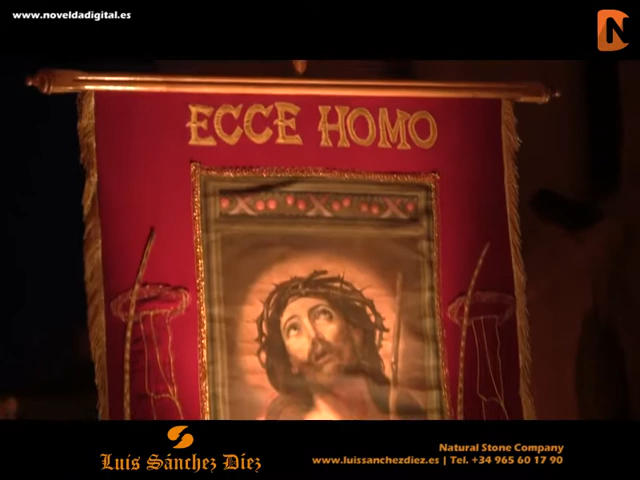 www.noveldadigital.es
N
ECCE HOMO
Luis Sánchez Díez
Natural Stone Company
www.luissanchezdiez.es | Tel. +34 965 60 17 90